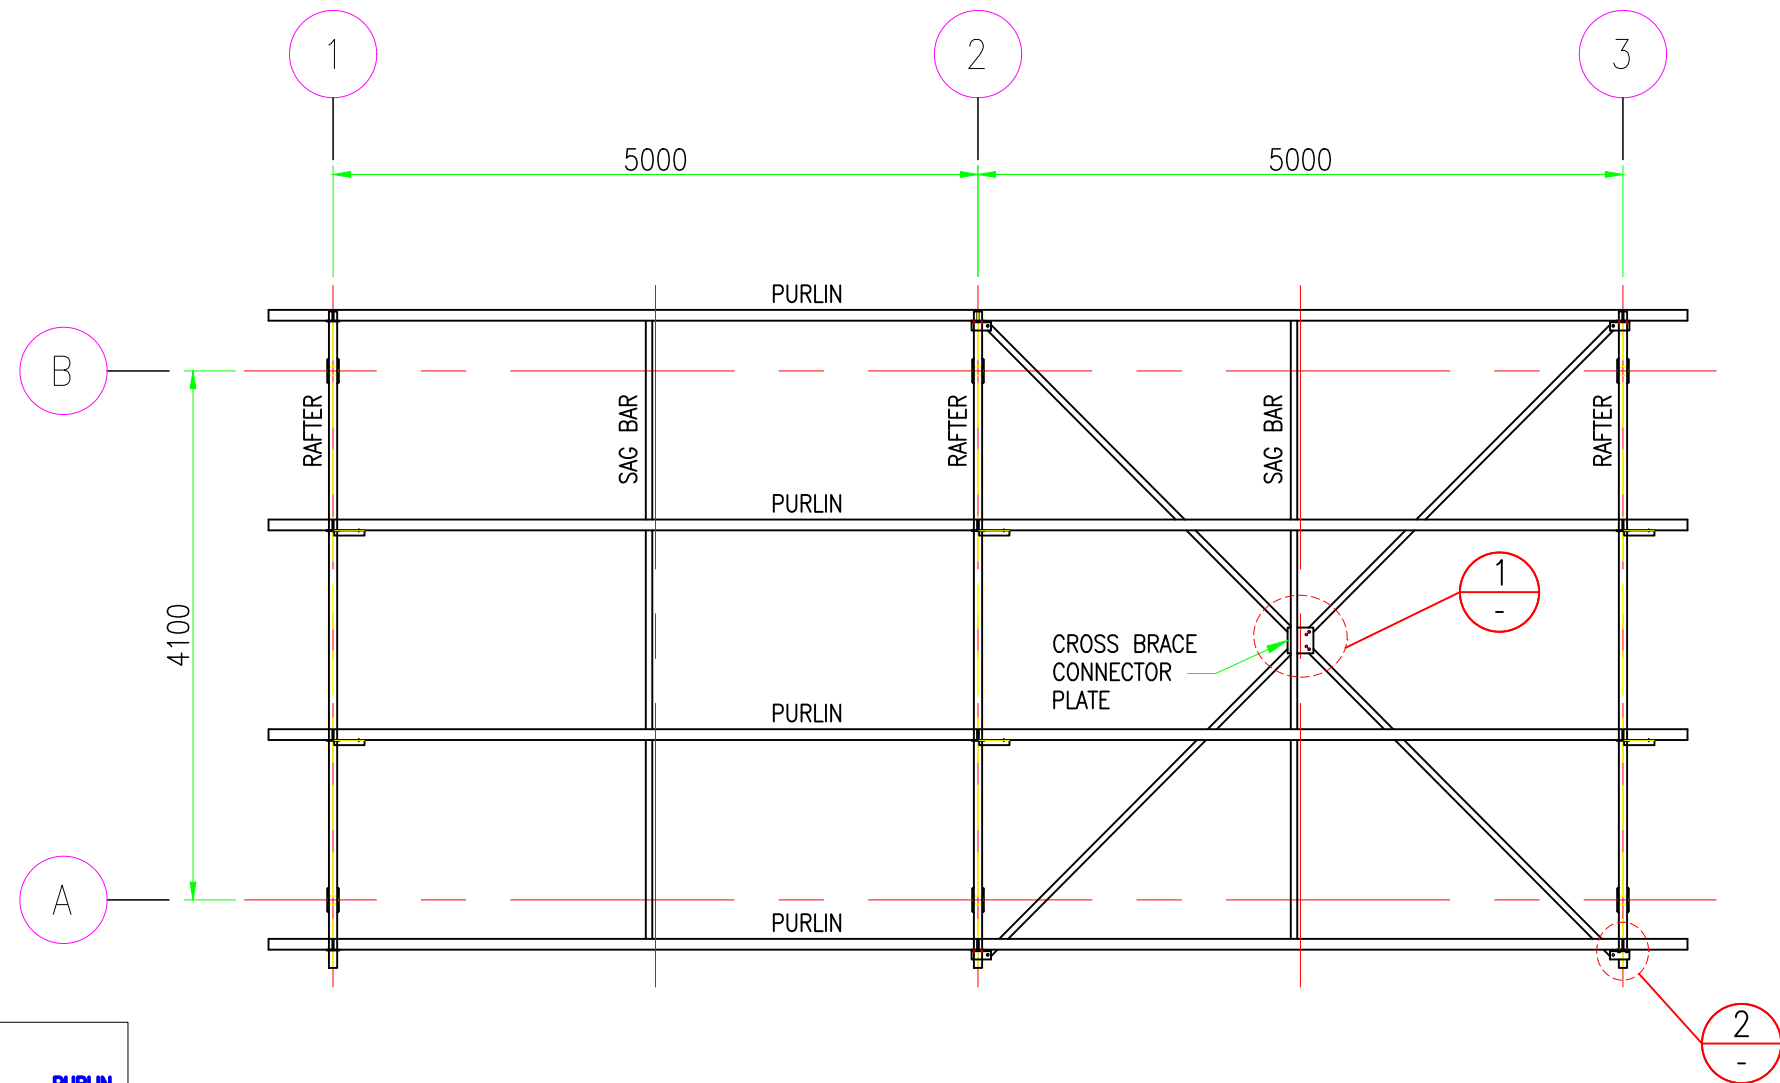 1
2
3
5000
5000
PURLIN
B
RAFTER
SAG BAR
RAFTER
SAG BAR
RAFTER
PURLIN
1
-
4100
CROSS BRACE
CONNECTOR
PLATE
PURLIN
A
PURLIN
2
-
PURLIN